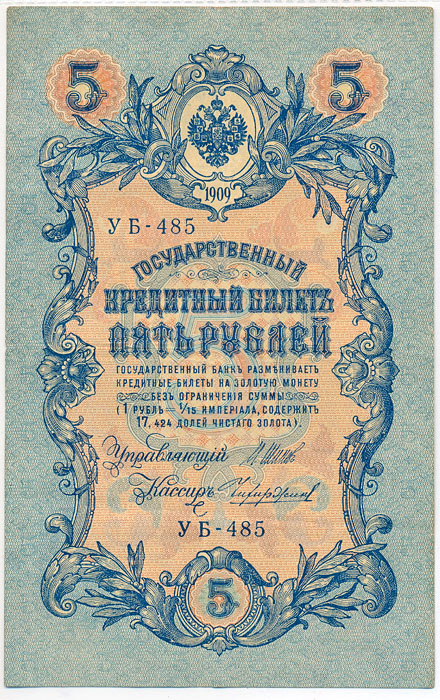 5 5
1909
УБ-485
ГОСУДАРСТВЕННЫЙ
КРЕДИТНЫЙ БИЛЕТЪ
ПЯТЬ РУБЛЕЙ
ГОСУДАРСТВЕННЫЙ БАНКЪ РАЗМѢНИВАЕТЪ
КРЕДИТНЫЕ БИЛЕТЫ НА ЗОЛОТУЮ МОНЕТУ
БЕЗЪ ОГРАНИЧЕНІЯ СУММЫ
(1 РУБЛЬ = 1/15 ИМПЕРІАЛА, СОДЕРЖИТЪ
17,424 ДОЛЕЙ ЧИСТАГО ЗОЛОТА).
Управляющій
Кассиръ
УБ-485
5